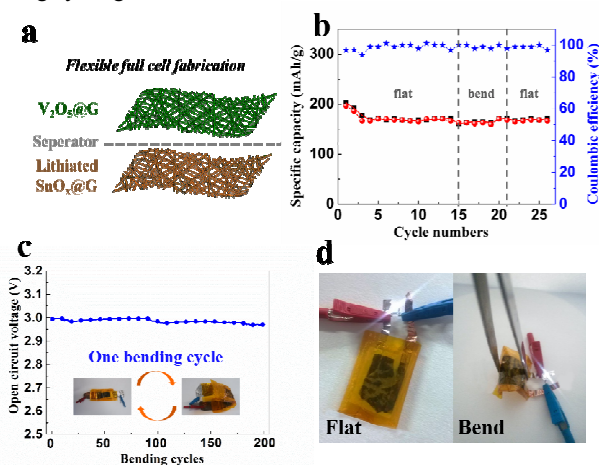 a
Flexible full cell fabrication
V₂O₅@G
Seperator
Lithiated
SnOₓ@G
b
Specific capacity (mAh/g)
300
200
100
0
flat
bend
flat
100
80
60
40
20
0
Coulombic efficiency (%)
0 5 10 15 20 25
Cycle numbers
c
Open circuit voltage (V)
3.2
3.1
3.0
2.9
2.8
2.7
2.6
2.5
One bending cycle
0 50 100 150 200
Bending cycles
d
Flat
Bend